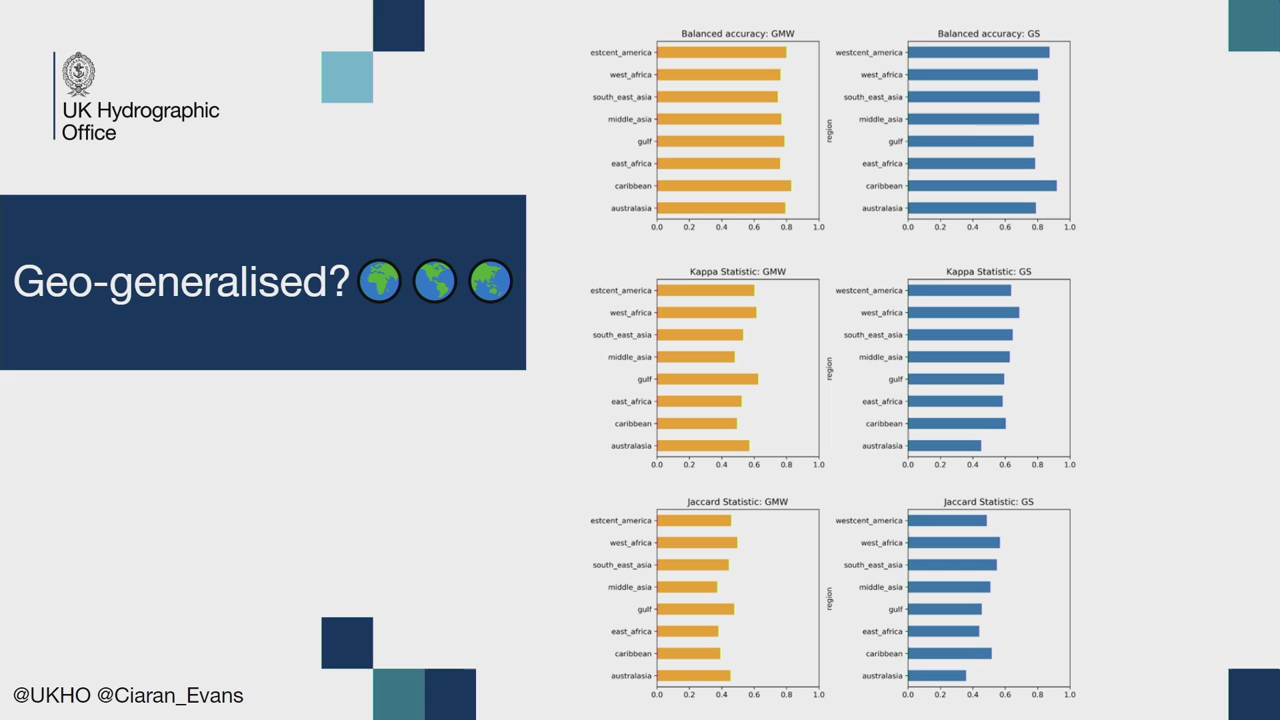 UK Hydrographic
Office
Geo-generalised?
@UKHO @Ciaran_Evans
Balanced accuracy: GMW
estcent_america
west_africa
south_east_asia
middle_asia
gulf
east_africa
caribbean
australasia
0.0 0.2 0.4 0.6 0.8 1.0
Balanced accuracy: GS
region
westcent_america
west_africa
south_east_asia
middle_asia
gulf
east_africa
caribbean
australasia
0.0 0.2 0.4 0.6 0.8 1.0
Kappa Statistic: GMW
estcent_america
west_africa
south_east_asia
middle_asia
gulf
east_africa
caribbean
australasia
0.0 0.2 0.4 0.6 0.8 1.0
Kappa Statistic: GS
region
westcent_america
west_africa
south_east_asia
middle_asia
gulf
east_africa
caribbean
australasia
0.0 0.2 0.4 0.6 0.8 1.0
Jaccard Statistic: GMW
estcent_america
west_africa
south_east_asia
middle_asia
gulf
east_africa
caribbean
australasia
0.0 0.2 0.4 0.6 0.8 1.0
Jaccard Statistic: GS
region
westcent_america
west_africa
south_east_asia
middle_asia
gulf
east_africa
caribbean
australasia
0.0 0.2 0.4 0.6 0.8 1.0